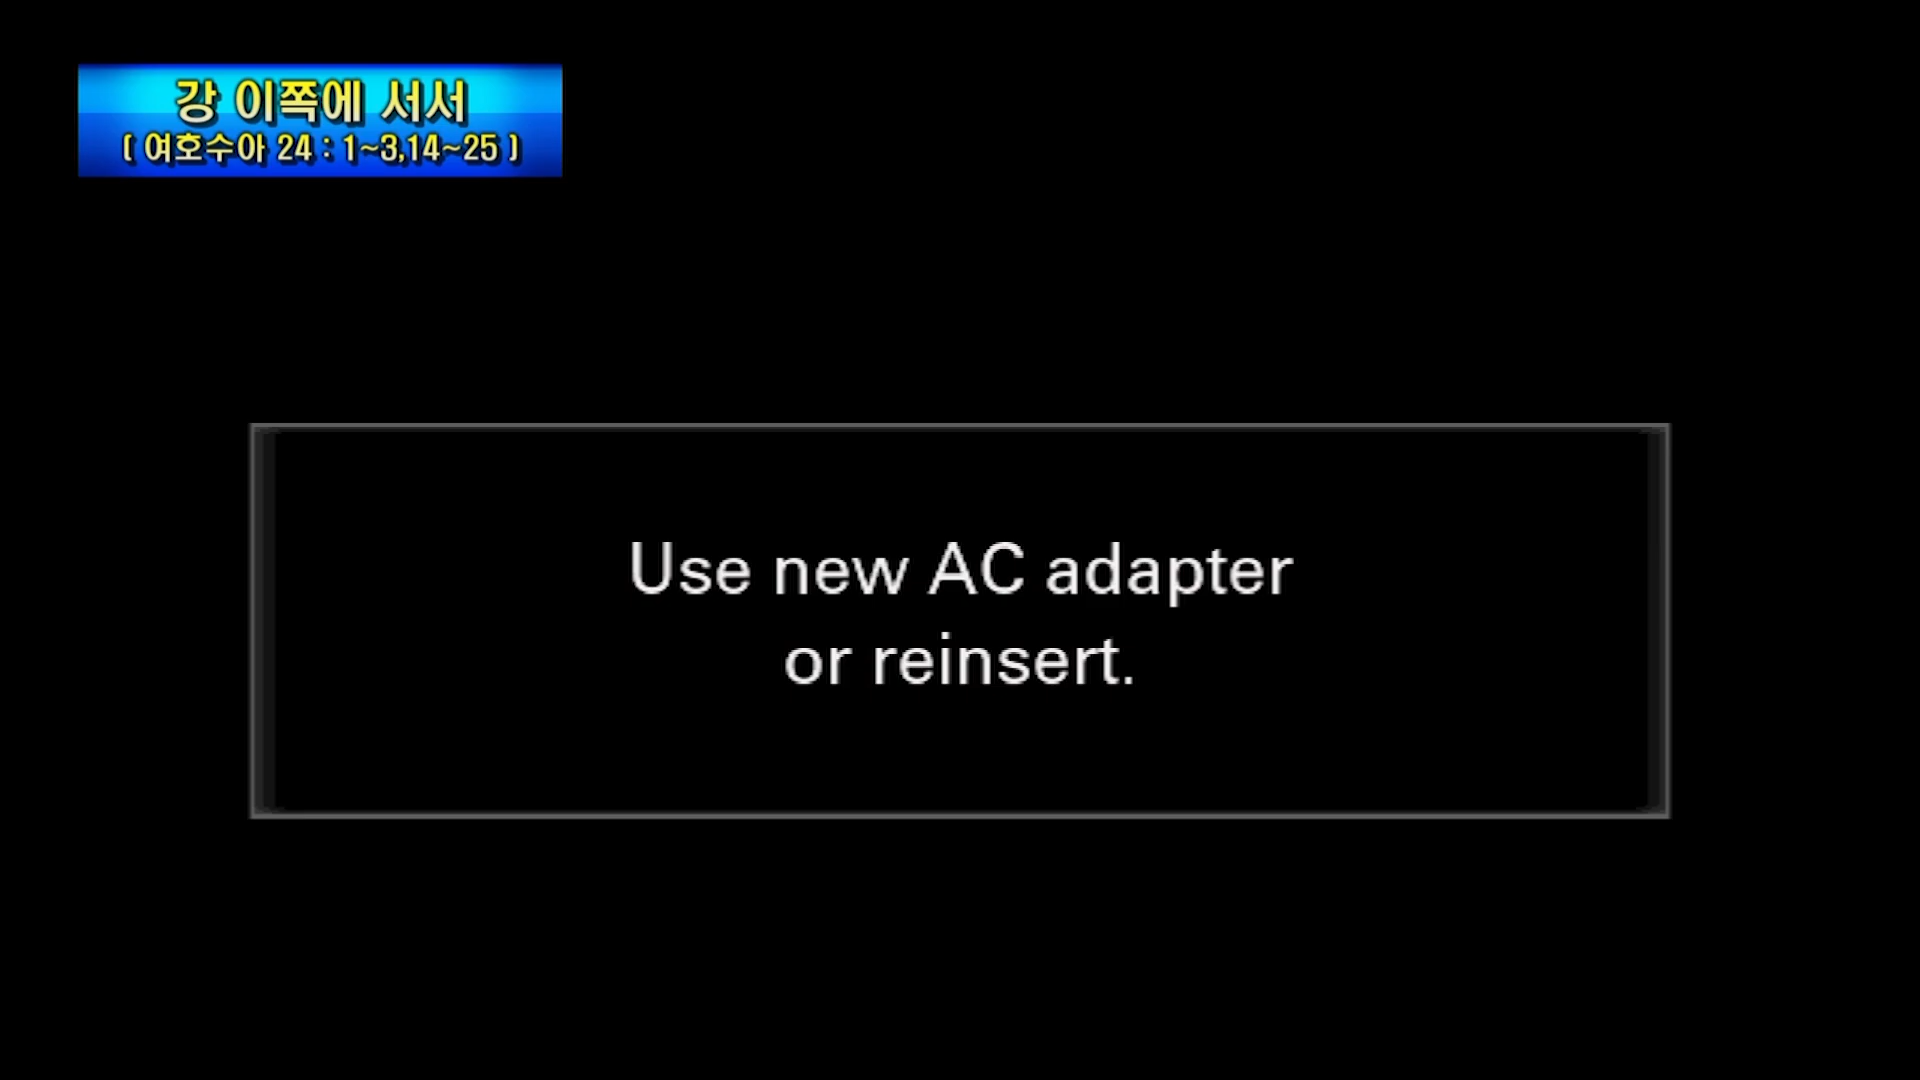 강 이쪽에 서서
( 여호수아 24 : 1~3,14~25 )
Use new AC adapter
or reinsert.